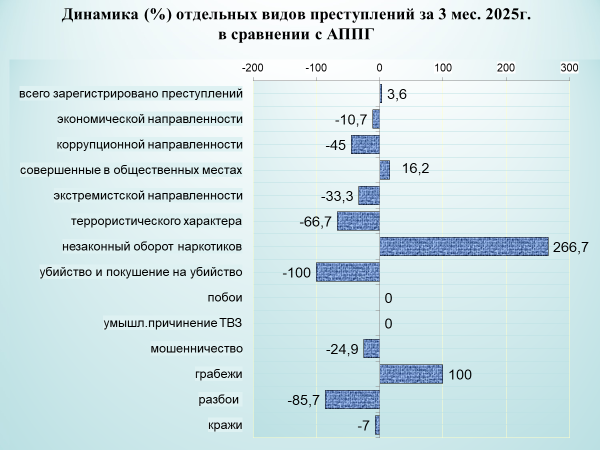 Динамика (%) отдельных видов преступлений за 3 мес. 2025г.
в сравнении с АППГ
-200 -100 0 100 200 300
всего зарегистрировано преступлений 3,6
экономической направленности -10,7
коррупционной направленности -45
совершенные в общественных местах 16,2
экстремистской направленности -33,3
террористического характера -66,7
незаконный оборот наркотиков 266,7
убийство и покушение на убийство -100
побои 0
умышл.причинение ТВЗ 0
мошенничество -24,9
грабежи 100
разбои -85,7
кражи -7